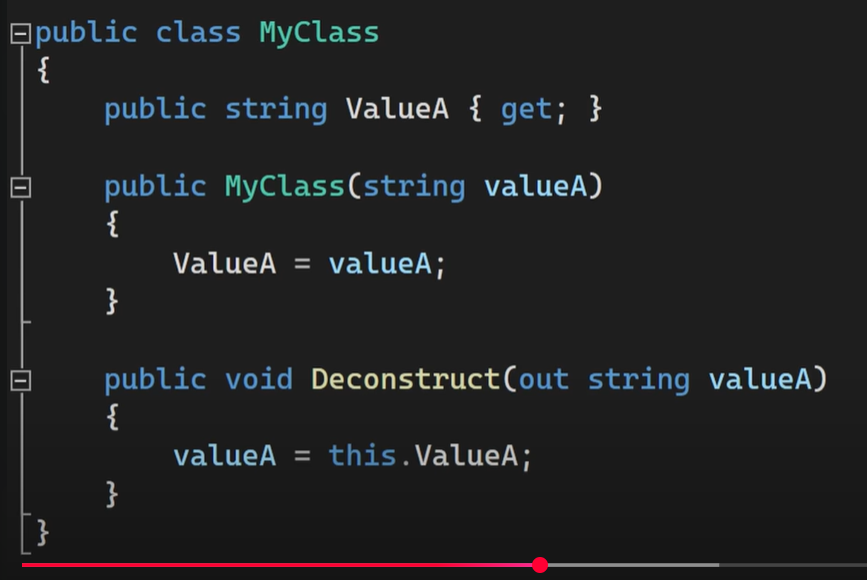 public class MyClass
{
public string ValueA { get; }
public MyClass(string valueA)
{
ValueA = valueA;
}
public void Deconstruct(out string valueA)
{
valueA = this.ValueA;
}
}